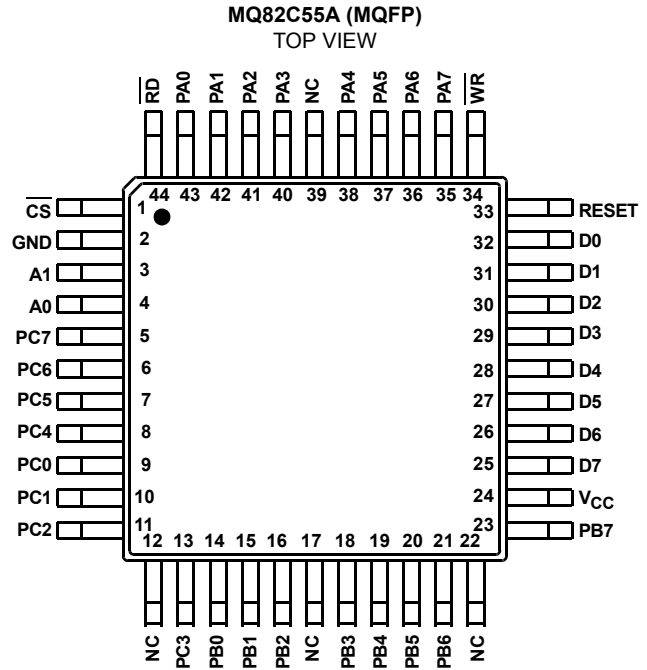 MQ82C55A (MQFP)
TOP VIEW
R̅D̅ PA0 PA1 PA2 PA3 NC PA4 PA5 PA6 PA7 W̅R̅
44 43 42 41 40 39 38 37 36 35 34
C̅S̅ 1 33 RESET
GND 2 32 D0
A1 3 31 D1
A0 4 30 D2
PC7 5 29 D3
PC6 6 28 D4
PC5 7 27 D5
PC4 8 26 D6
PC0 9 25 D7
PC1 10 24 VCC
PC2 11 23 PB7
12 13 14 15 16 17 18 19 20 21 22
NC PC3 PB0 PB1 PB2 NC PB3 PB4 PB5 PB6 NC